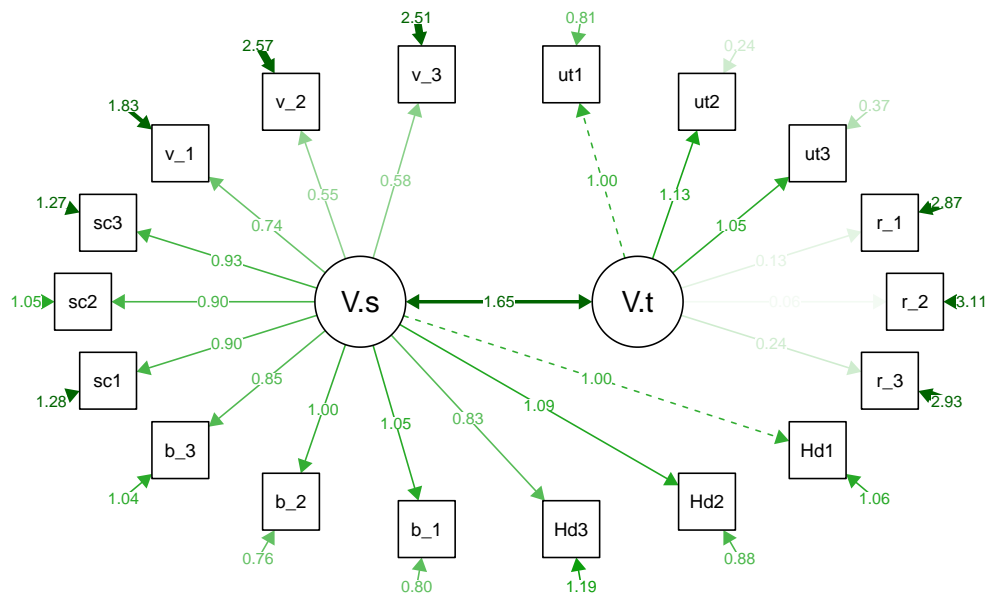 2.57
2.51
0.81
0.24
v_2
v_3
ut1
ut2
1.83
0.37
v_1
ut3
0.55
0.58
1.00
1.13
1.27
2.87
sc3
0.74
1.05
r_1
0.93
0.13
1.05
sc2
0.90
V.s
1.65
V.t
0.06
r_2
3.11
0.90
0.24
1.28
sc1
0.85
1.00
r_3
2.93
1.00
1.05
0.83
1.09
b_3
Hd1
1.04
b_2
b_1
Hd3
Hd2
1.06
0.76
0.80
1.19
0.88